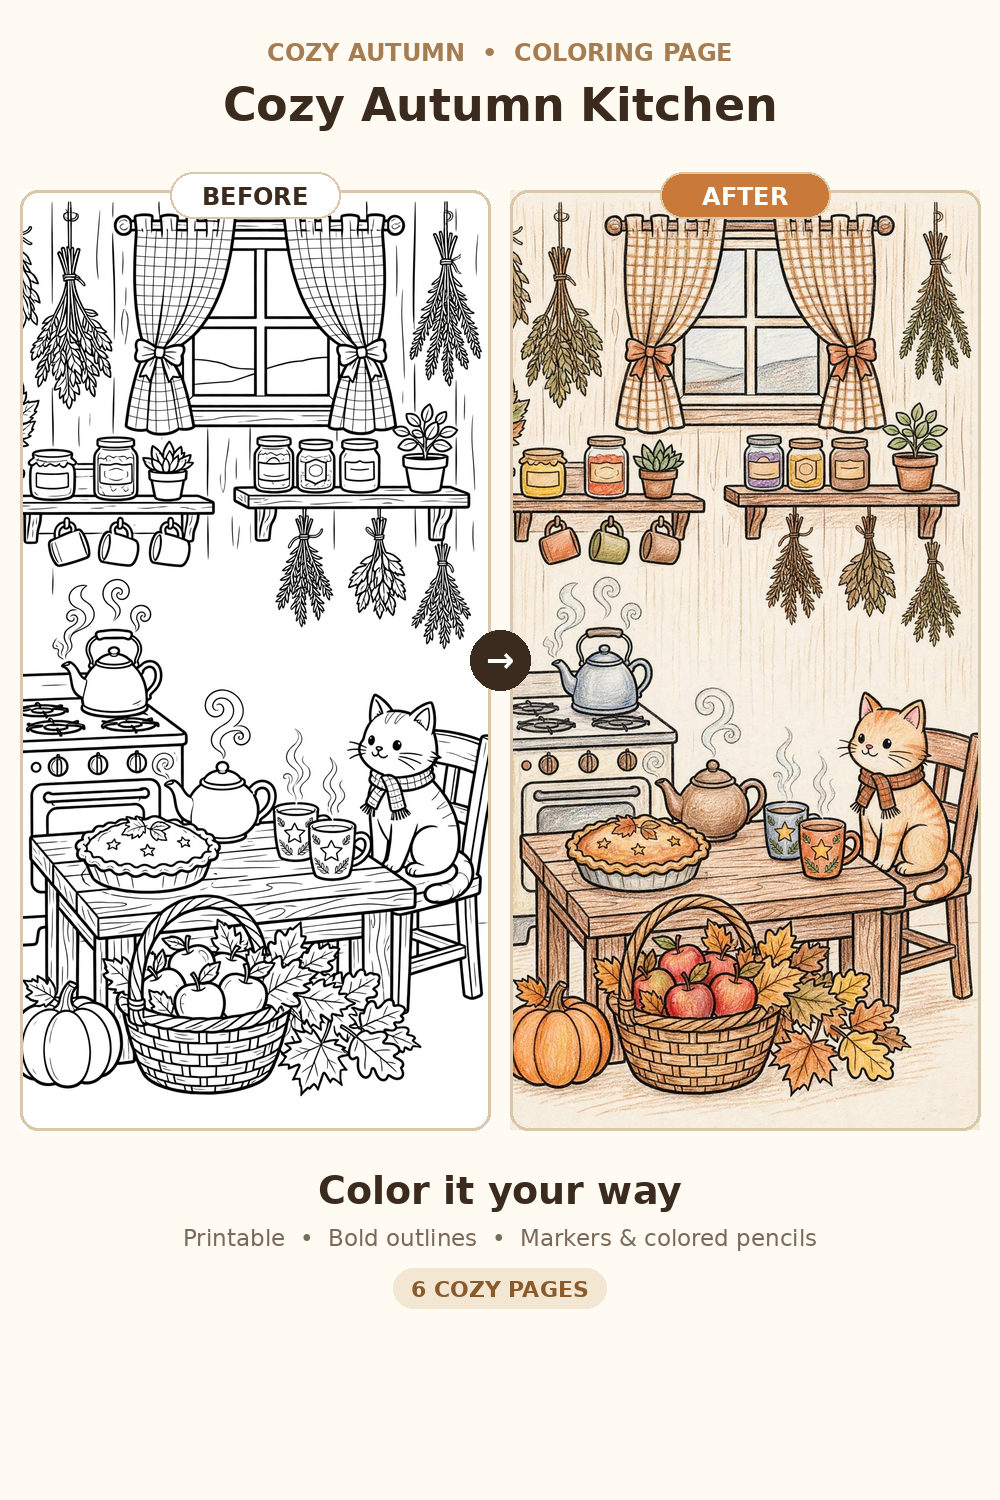 COZY AUTUMN • COLORING PAGE
Cozy Autumn Kitchen
BEFORE
AFTER
→
Color it your way
Printable • Bold outlines • Markers & colored pencils
6 COZY PAGES